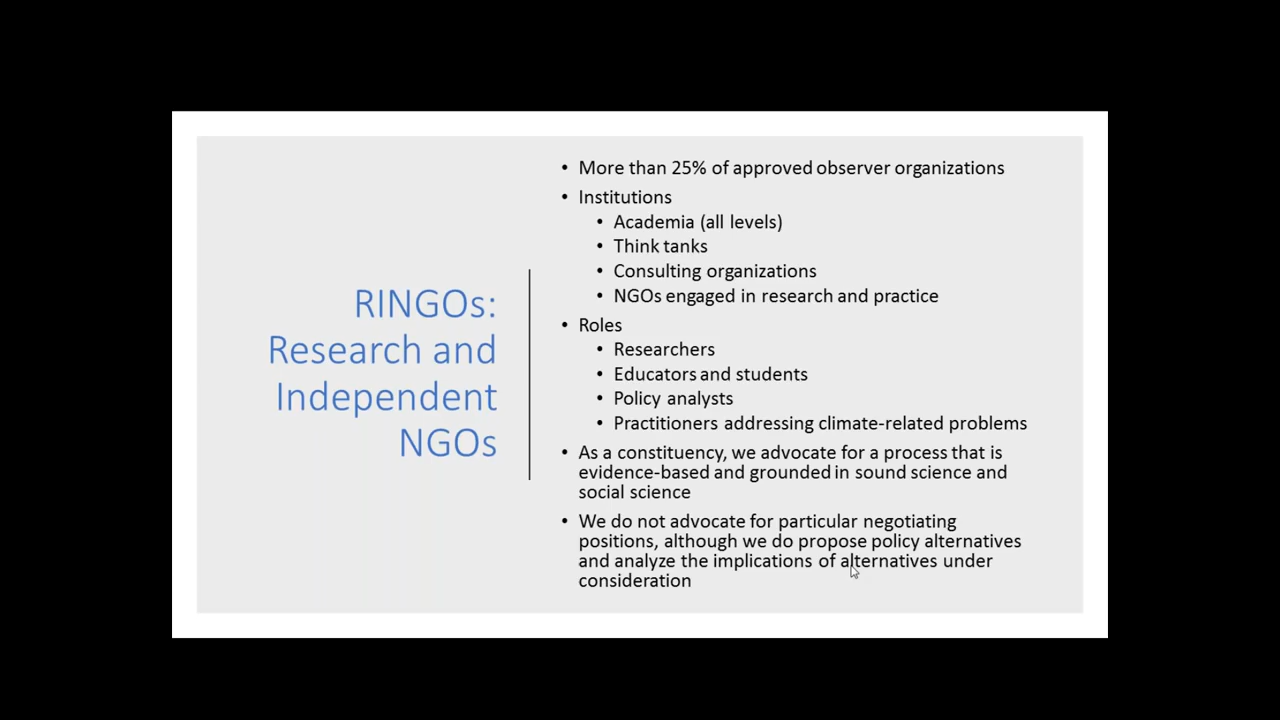 RINGOs:
Research and
Independent
NGOs
• More than 25% of approved observer organizations
• Institutions
• Academia (all levels)
• Think tanks
• Consulting organizations
• NGOs engaged in research and practice
• Roles
• Researchers
• Educators and students
• Policy analysts
• Practitioners addressing climate-related problems
• As a constituency, we advocate for a process that is
evidence-based and grounded in sound science and
social science
• We do not advocate for particular negotiating
positions, although we do propose policy alternatives
and analyze the implications of alternatives under
consideration